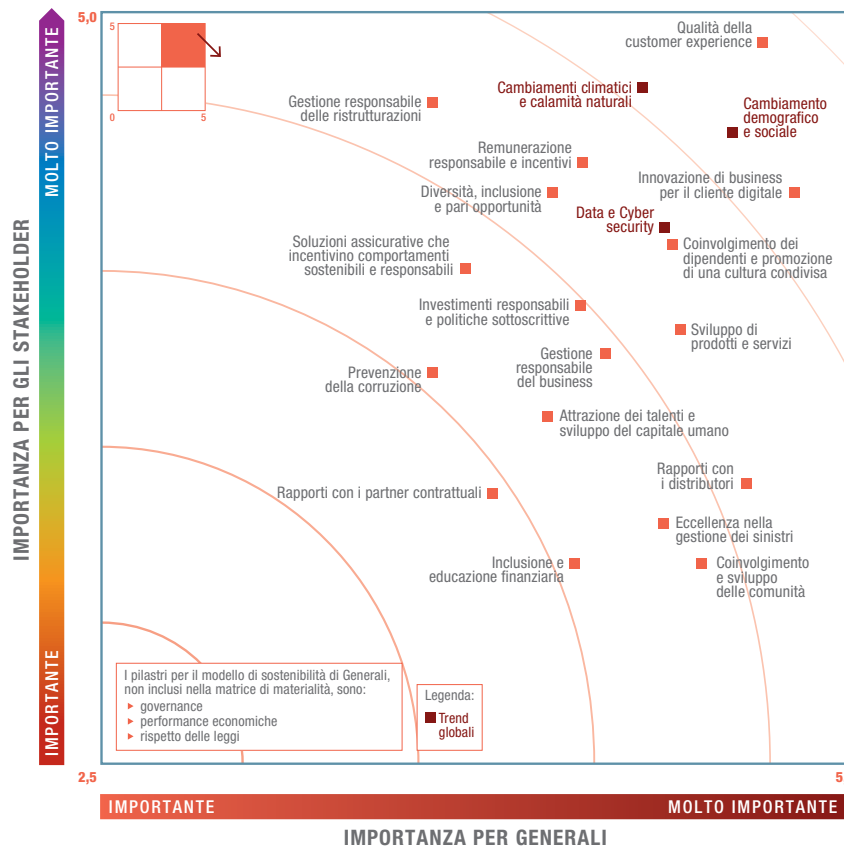 5,0
MOLTO IMPORTANTE
IMPORTANTE
IMPORTANZA PER GLI STAKEHOLDER
5
0
5
Qualità della
customer experience
Cambiamenti climatici
e calamità naturali
Gestione responsabile
delle ristrutturazioni
Cambiamento
demografico
e sociale
Remunerazione
responsabile e incentivi
Innovazione di business
per il cliente digitale
Diversità, inclusione
e pari opportunità
Data e Cyber
security
Coinvolgimento dei
dipendenti e promozione
di una cultura condivisa
Soluzioni assicurative che
incentivino comportamenti
sostenibili e responsabili
Investimenti responsabili
e politiche sottoscrittive
Sviluppo di
prodotti e servizi
Gestione
responsabile
del business
Prevenzione
della corruzione
Attrazione dei talenti e
sviluppo del capitale umano
Rapporti con
i distributori
Rapporti con i partner contrattuali
Eccellenza nella
gestione dei sinistri
Inclusione e
educazione finanziaria
Coinvolgimento
e sviluppo
delle comunità
I pilastri per il modello di sostenibilità di Generali,
non inclusi nella matrice di materialità, sono:
governance
performance economiche
rispetto delle leggi
Legenda:
Trend
globali
2,5
5
IMPORTANTE
MOLTO IMPORTANTE
IMPORTANZA PER GENERALI